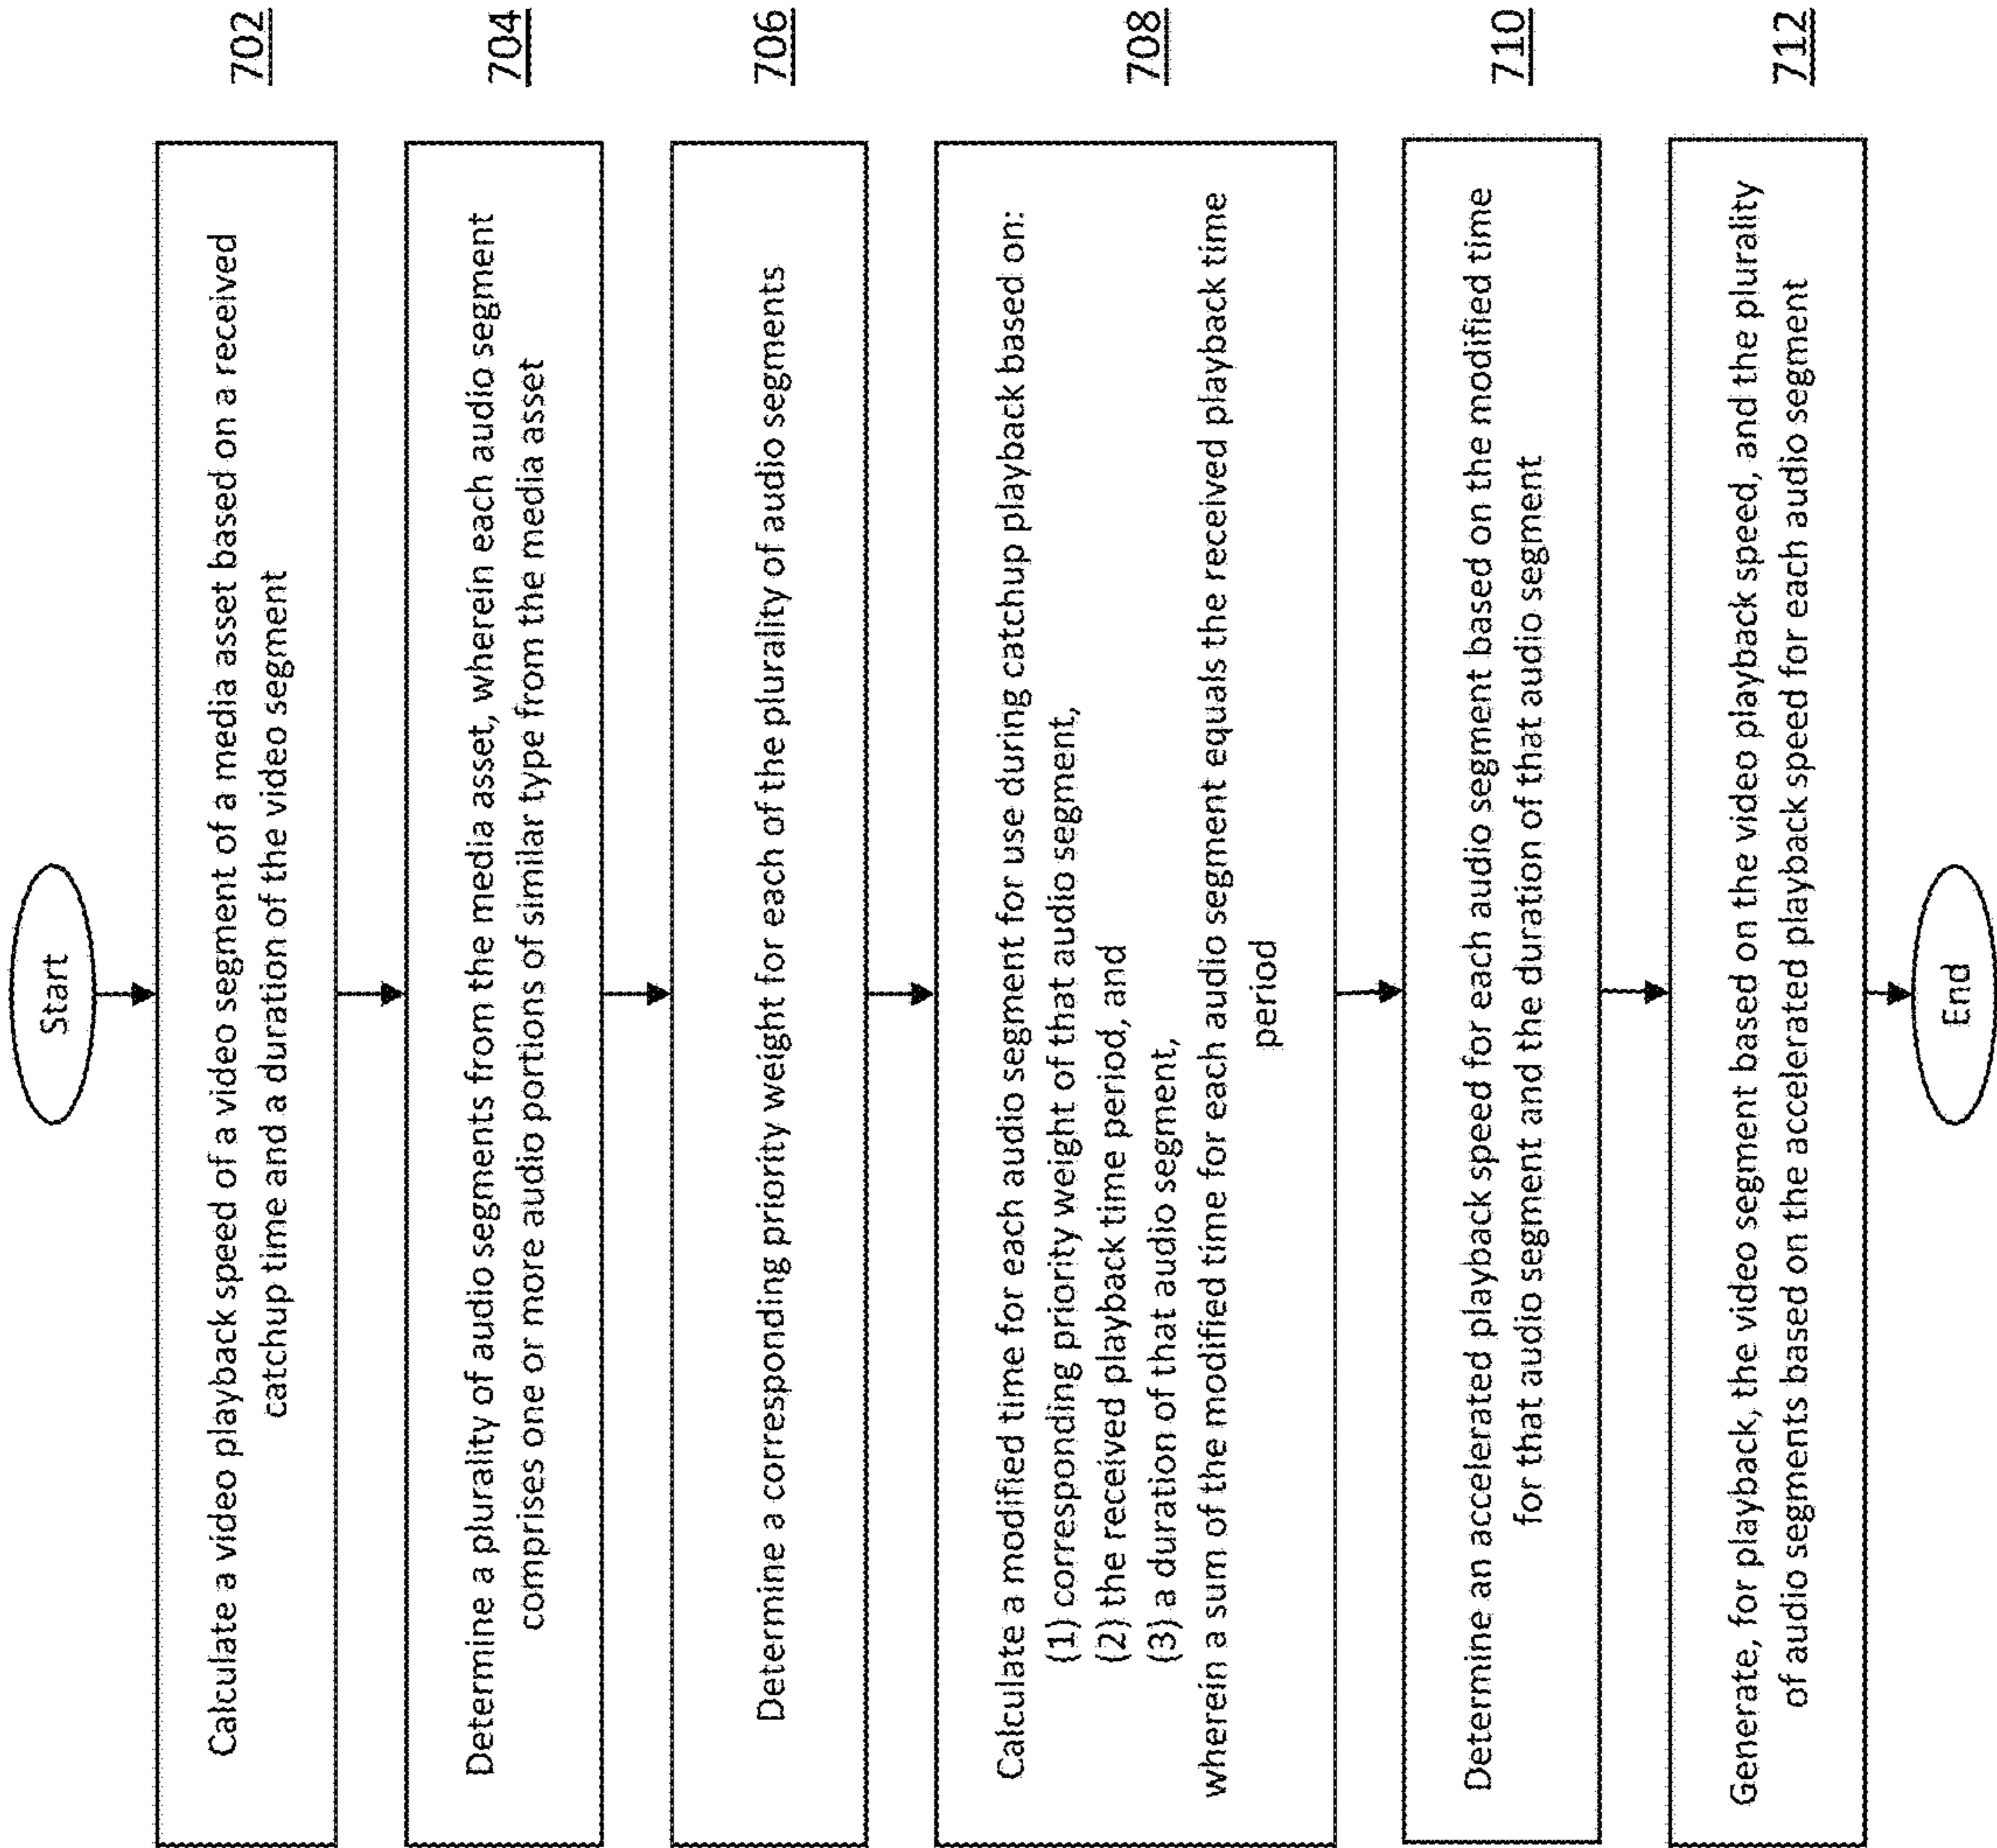 Start
Calculate a video playback speed of a video segment of a media asset based on a received
catchup time and a duration of the video segment
702
Determine a plurality of audio segments from the media asset, wherein each audio segment
comprises one or more audio portions of similar type from the media asset
704
Determine a corresponding priority weight for each of the plurality of audio segments
706
Calculate a modified time for each audio segment for use during catchup playback based on:
(1) corresponding priority weight of that audio segment,
(2) the received playback time period, and
(3) a duration of that audio segment,
wherein a sum of the modified time for each audio segment equals the received playback time
period
708
Determine an accelerated playback speed for each audio segment based on the modified time
for that audio segment and the duration of that audio segment
710
Generate, for playback, the video segment based on the video playback speed, and the plurality
of audio segments based on the accelerated playback speed for each audio segment
712
End